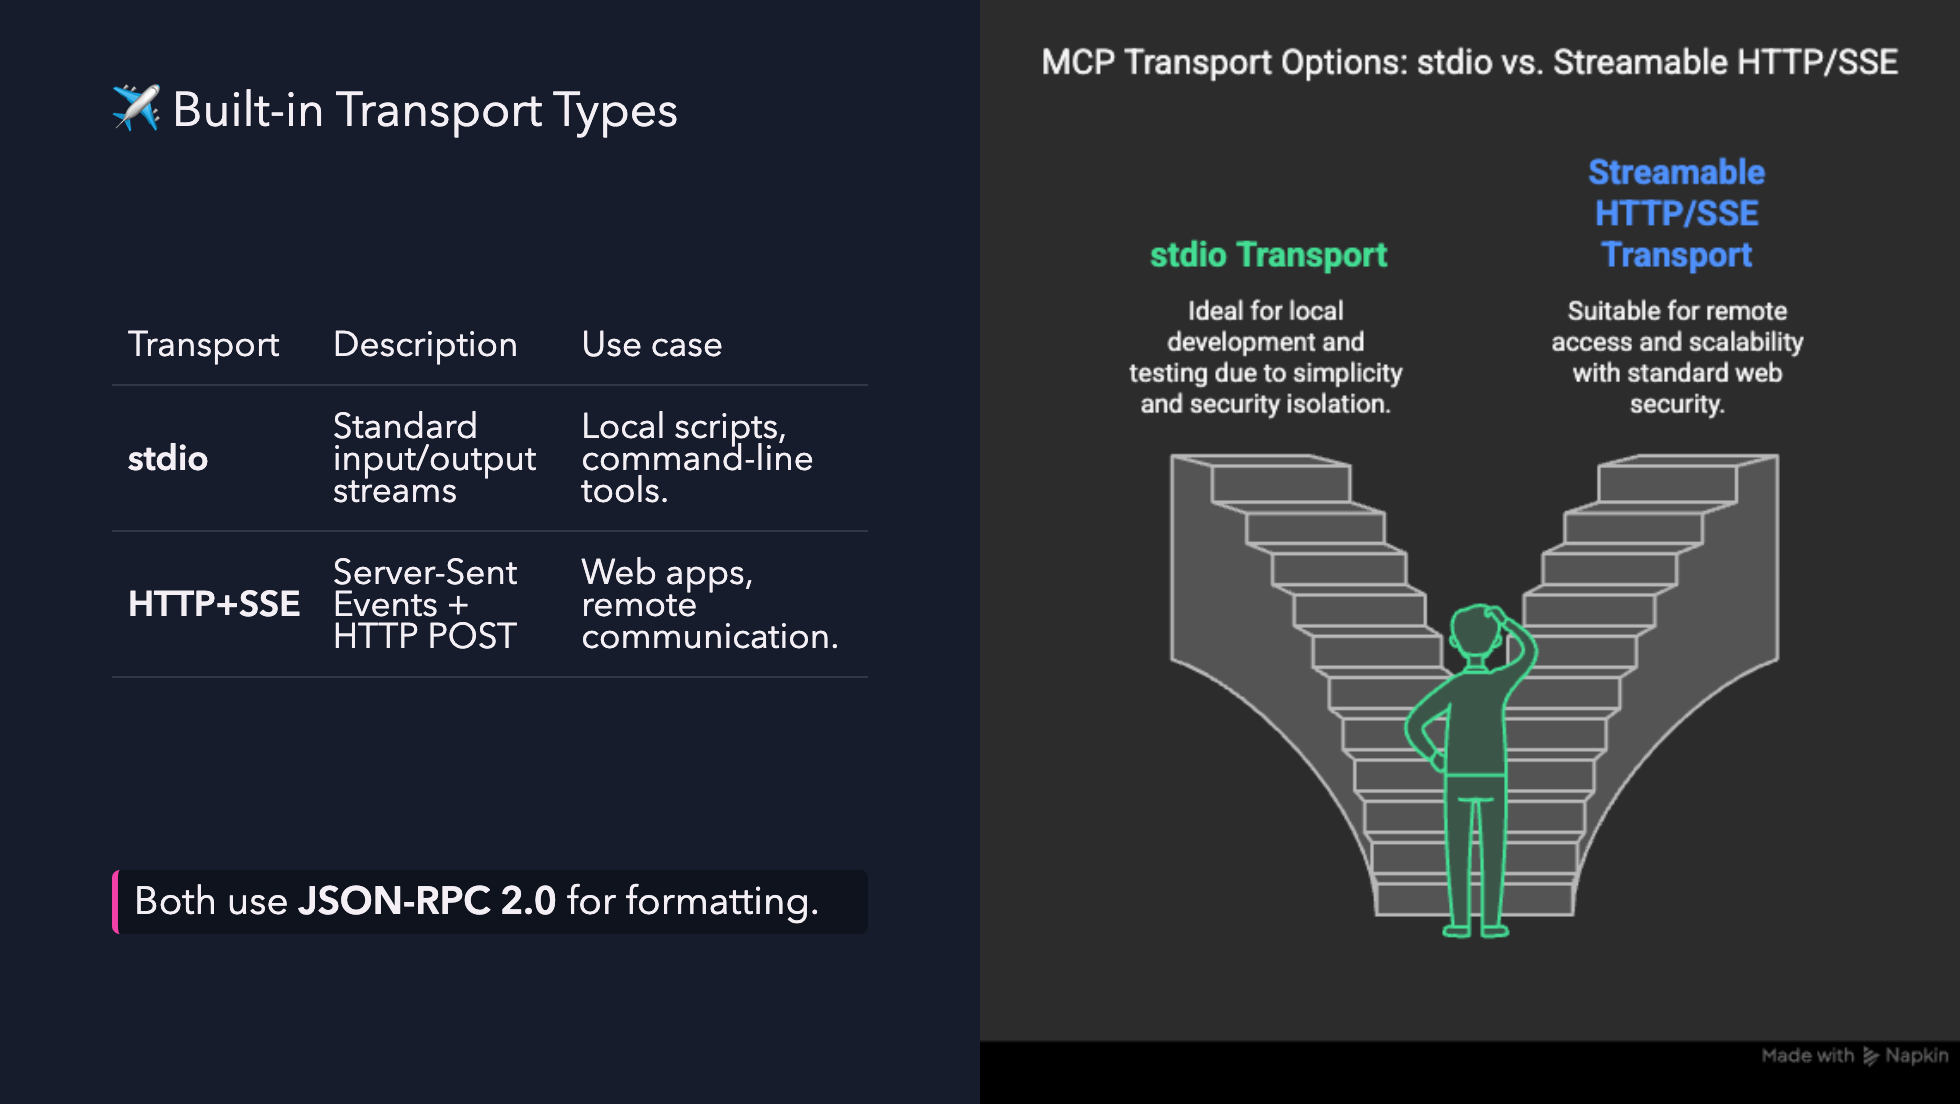 Built-in Transport Types
Transport Description Use case
stdio
Standard
input/output
streams
Local scripts,
command-line
tools.
HTTP+SSE
Server-Sent
Events +
HTTP POST
Web apps,
remote
communication.
Both use JSON-RPC 2.0 for formatting.
MCP Transport Options: stdio vs. Streamable HTTP/SSE
stdio Transport
Ideal for local
development and
testing due to simplicity
and security isolation.
Streamable
HTTP/SSE
Transport
Suitable for remote
access and scalability
with standard web
security.
Made with Napkin